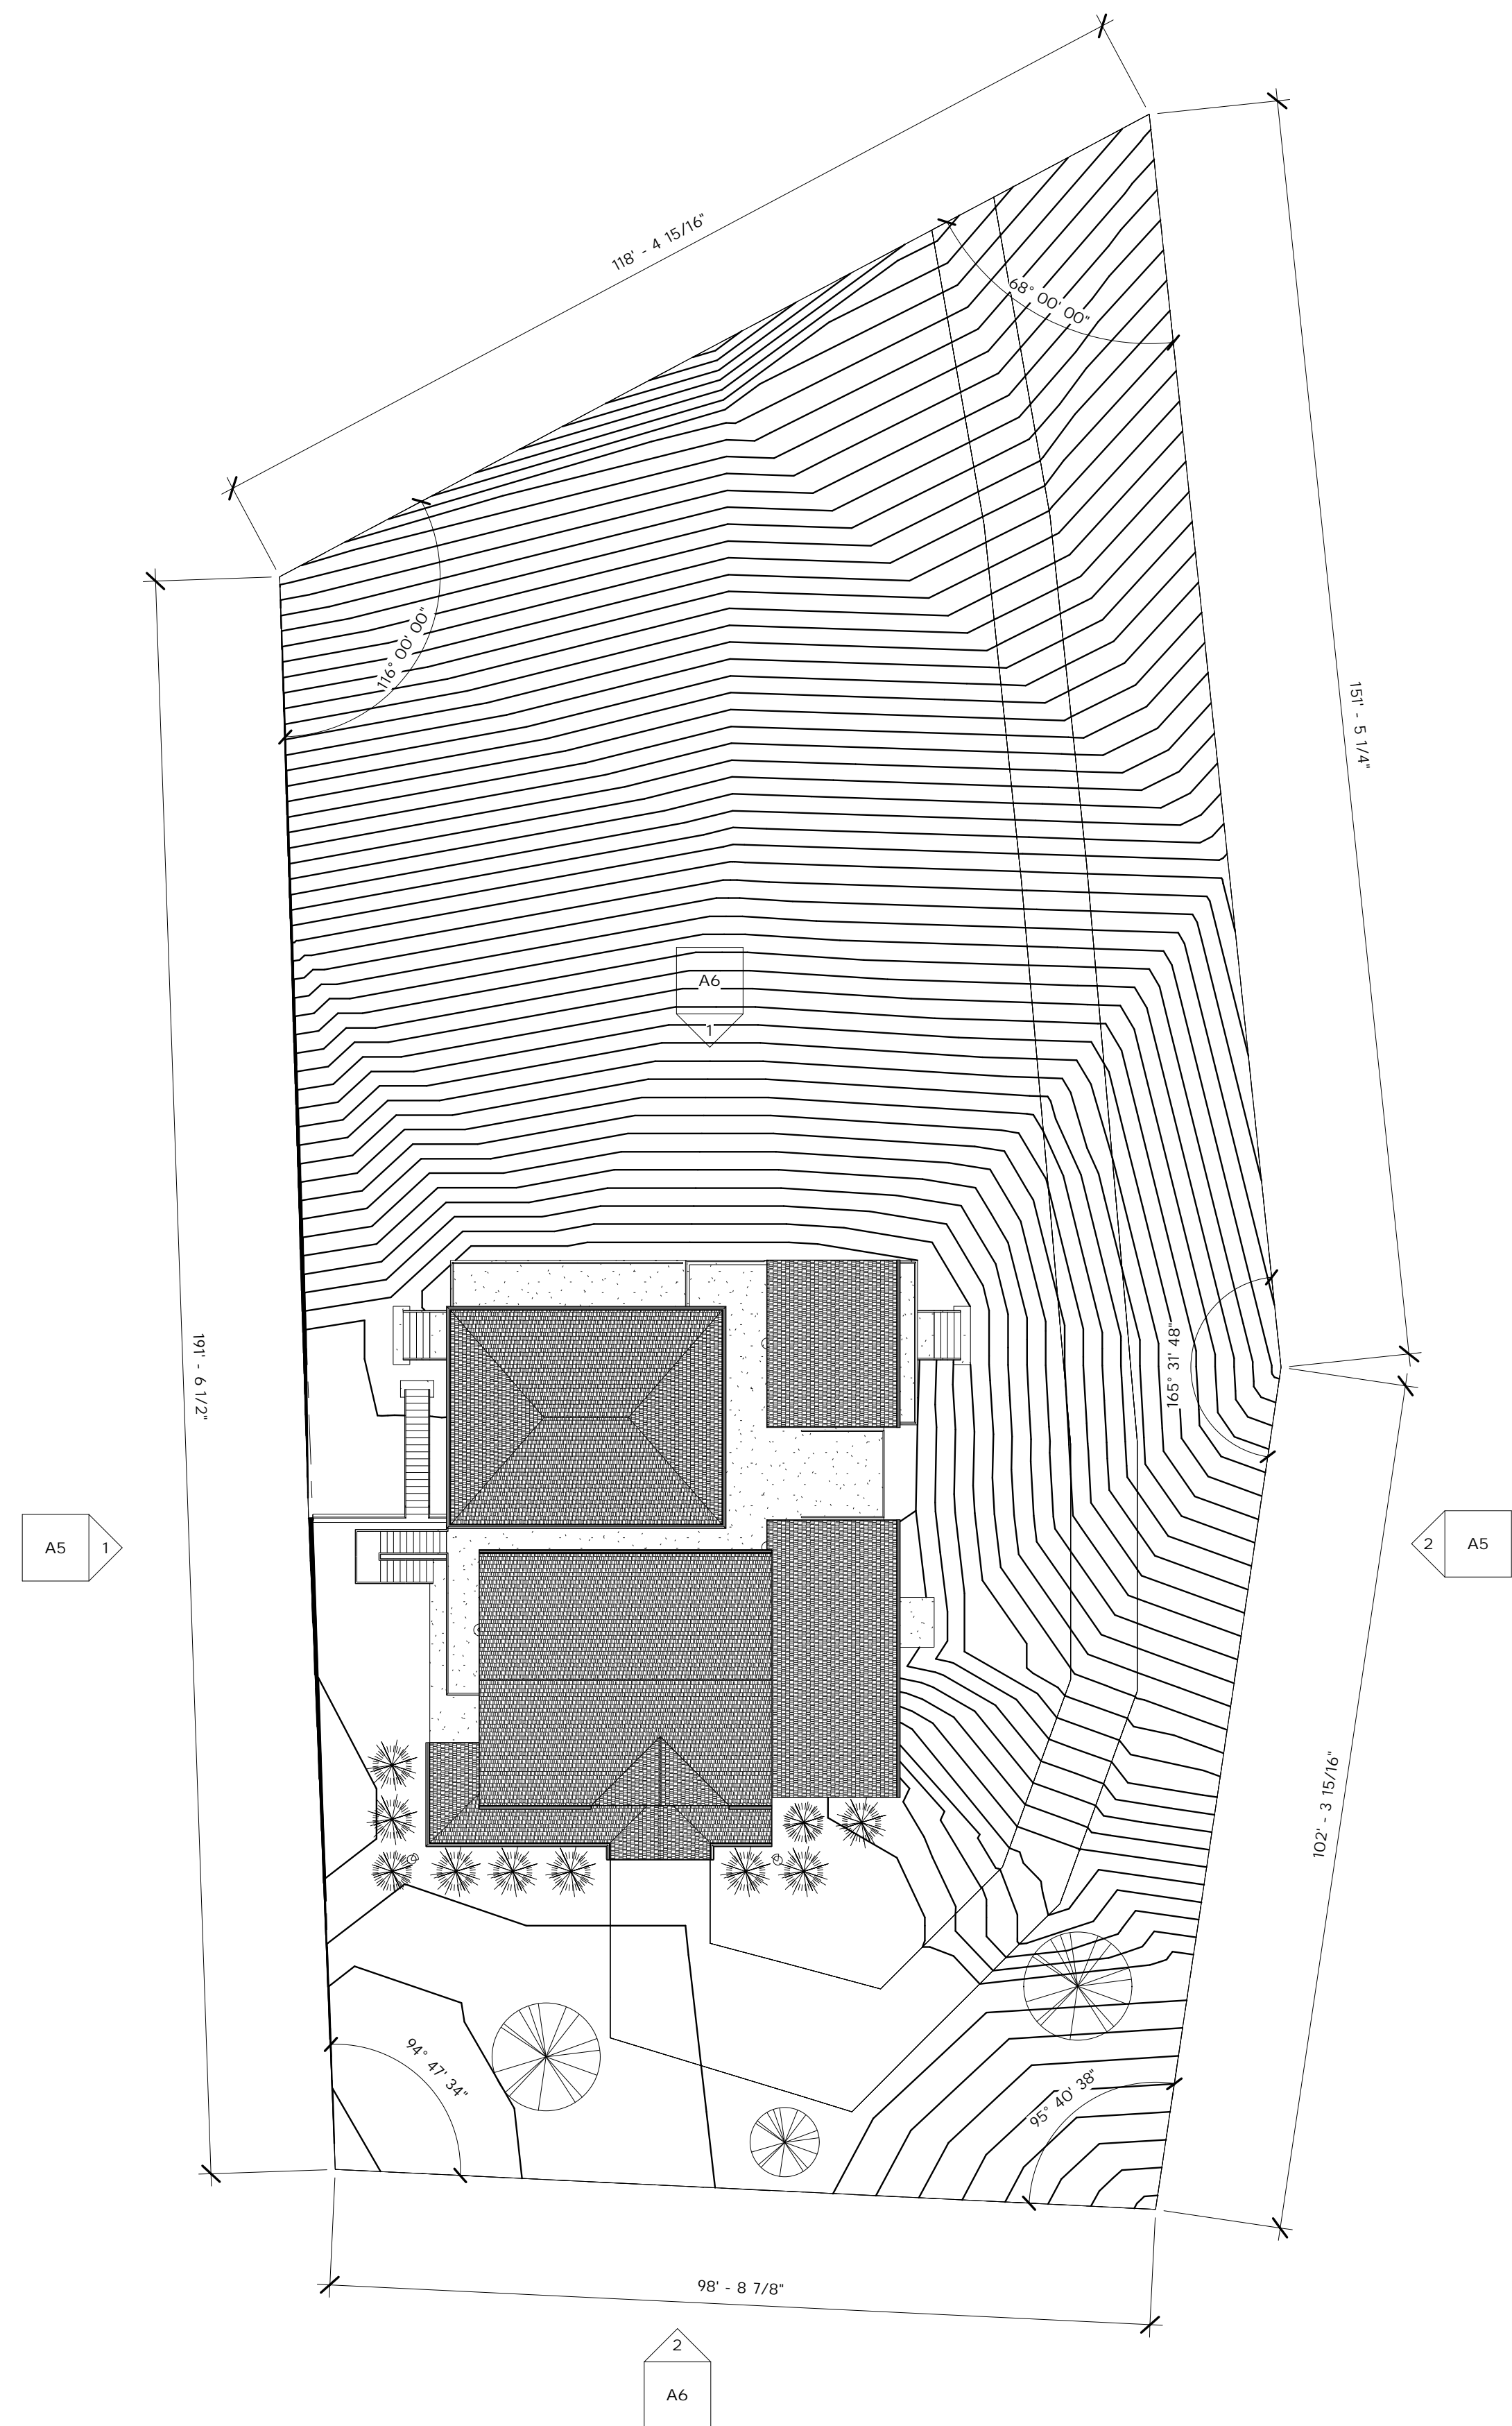 118' - 4 15/16"
68° 00' 00"
116° 00' 00"
151' - 5 1/4"
A6
1
165° 31' 48"
191' - 6 1/2"
A5
1
2
A5
102' - 3 15/16"
94° 47' 34"
95° 40' 38"
98' - 8 7/8"
2
A6